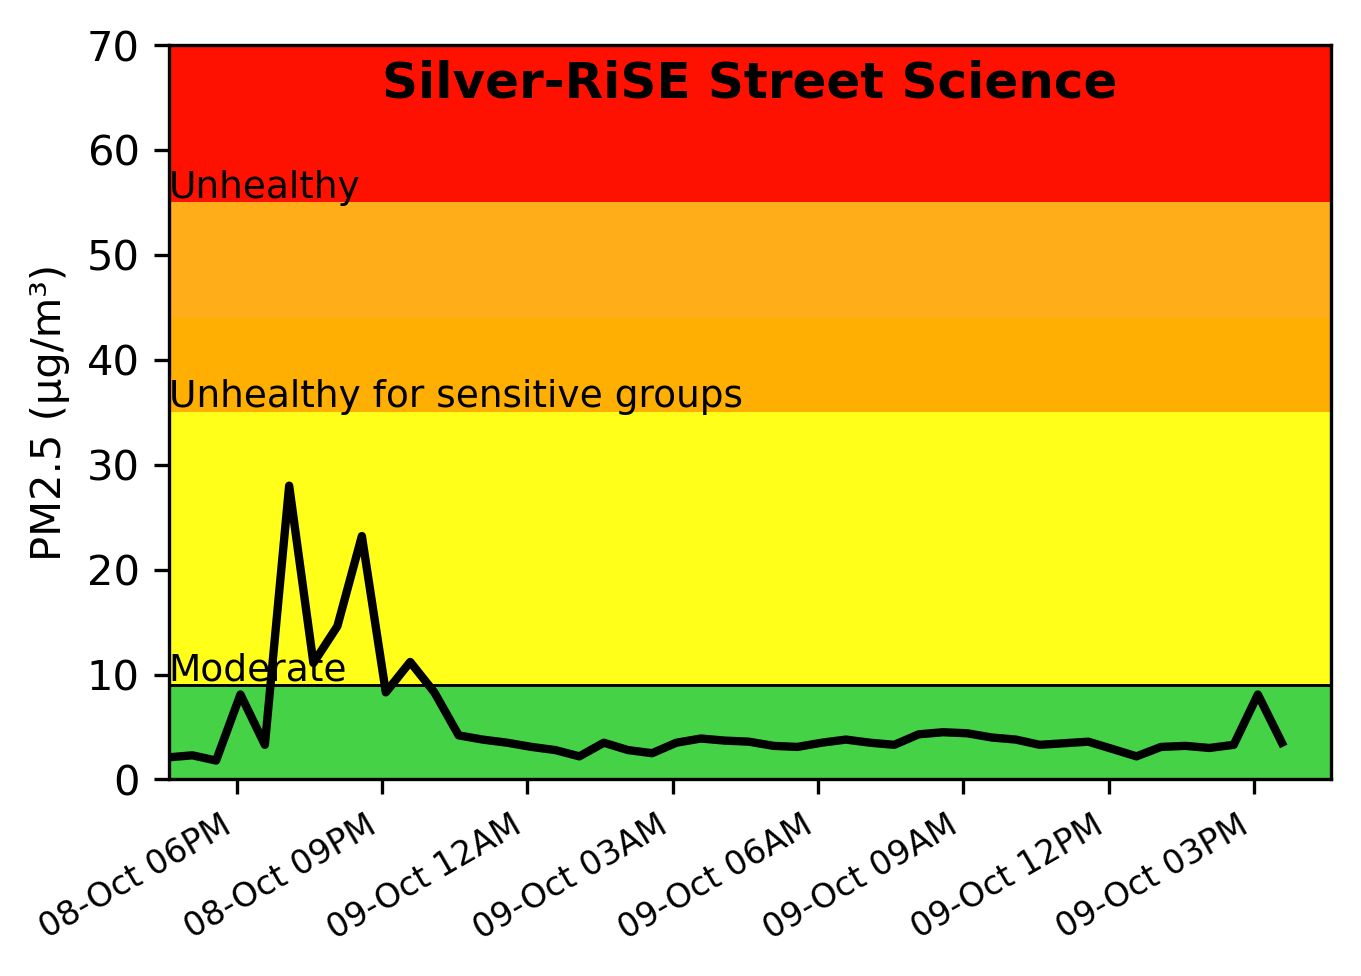 Silver-RiSE Street Science
PM2.5 (µg/m³)
70
60
50
40
30
20
10
0
Unhealthy
Unhealthy for sensitive groups
Moderate
08-Oct 06PM
08-Oct 09PM
09-Oct 12AM
09-Oct 03AM
09-Oct 06AM
09-Oct 09AM
09-Oct 12PM
09-Oct 03PM